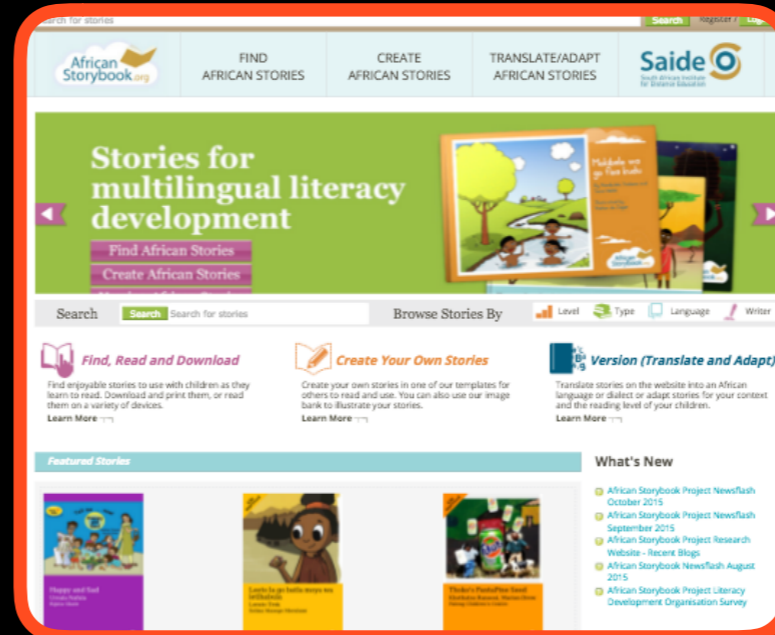 Search for stories
Search
Register /
African
Storybook.org
FIND
AFRICAN STORIES
CREATE
AFRICAN STORIES
TRANSLATE/ADAPT
AFRICAN STORIES
Saide
South African Institute
for Distance Education
Stories for
multilingual literacy
development
Find African Stories
Create African Stories
Search
Search
Search for stories
Browse Stories By
Level
Type
Language
Writer
Find, Read and Download
Find enjoyable stories to use with children as they
learn to read. Download and print them, or read
them on a variety of devices.
Learn More
Create Your Own Stories
Create your own stories in one of our templates for
others to read and use. You can also use our image
bank to illustrate your stories.
Learn More
Version (Translate and Adapt)
Translate stories on the website into an African
language or dialect or adapt stories for your context
and the reading level of your children.
Learn More
Featured Stories
Happy and Sad
What's New
African Storybook Project Newsflash
October 2015
African Storybook Project Newsflash
September 2015
African Storybook Project Research
Website - Recent Blogs
African Storybook Newsflash August
2015
African Storybook Project Literacy
Development Organisation Survey